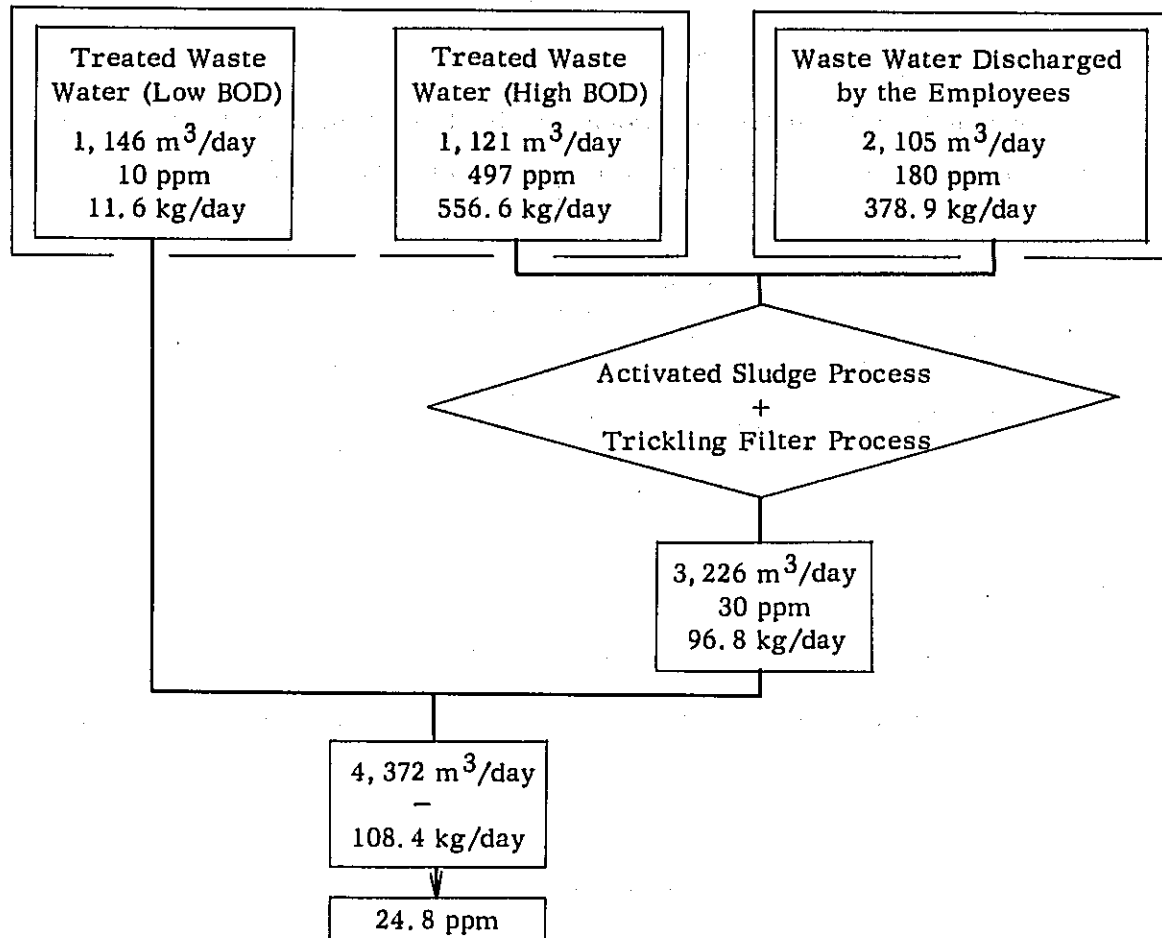 Treated Waste
Water (Low BOD)
1,146 m³/day
10 ppm
11.6 kg/day
Treated Waste
Water (High BOD)
1,121 m³/day
497 ppm
556.6 kg/day
Waste Water Discharged
by the Employees
2,105 m³/day
180 ppm
378.9 kg/day
Activated Sludge Process
+
Trickling Filter Process
3,226 m³/day
30 ppm
96.8 kg/day
4,372 m³/day
–
108.4 kg/day
24.8 ppm